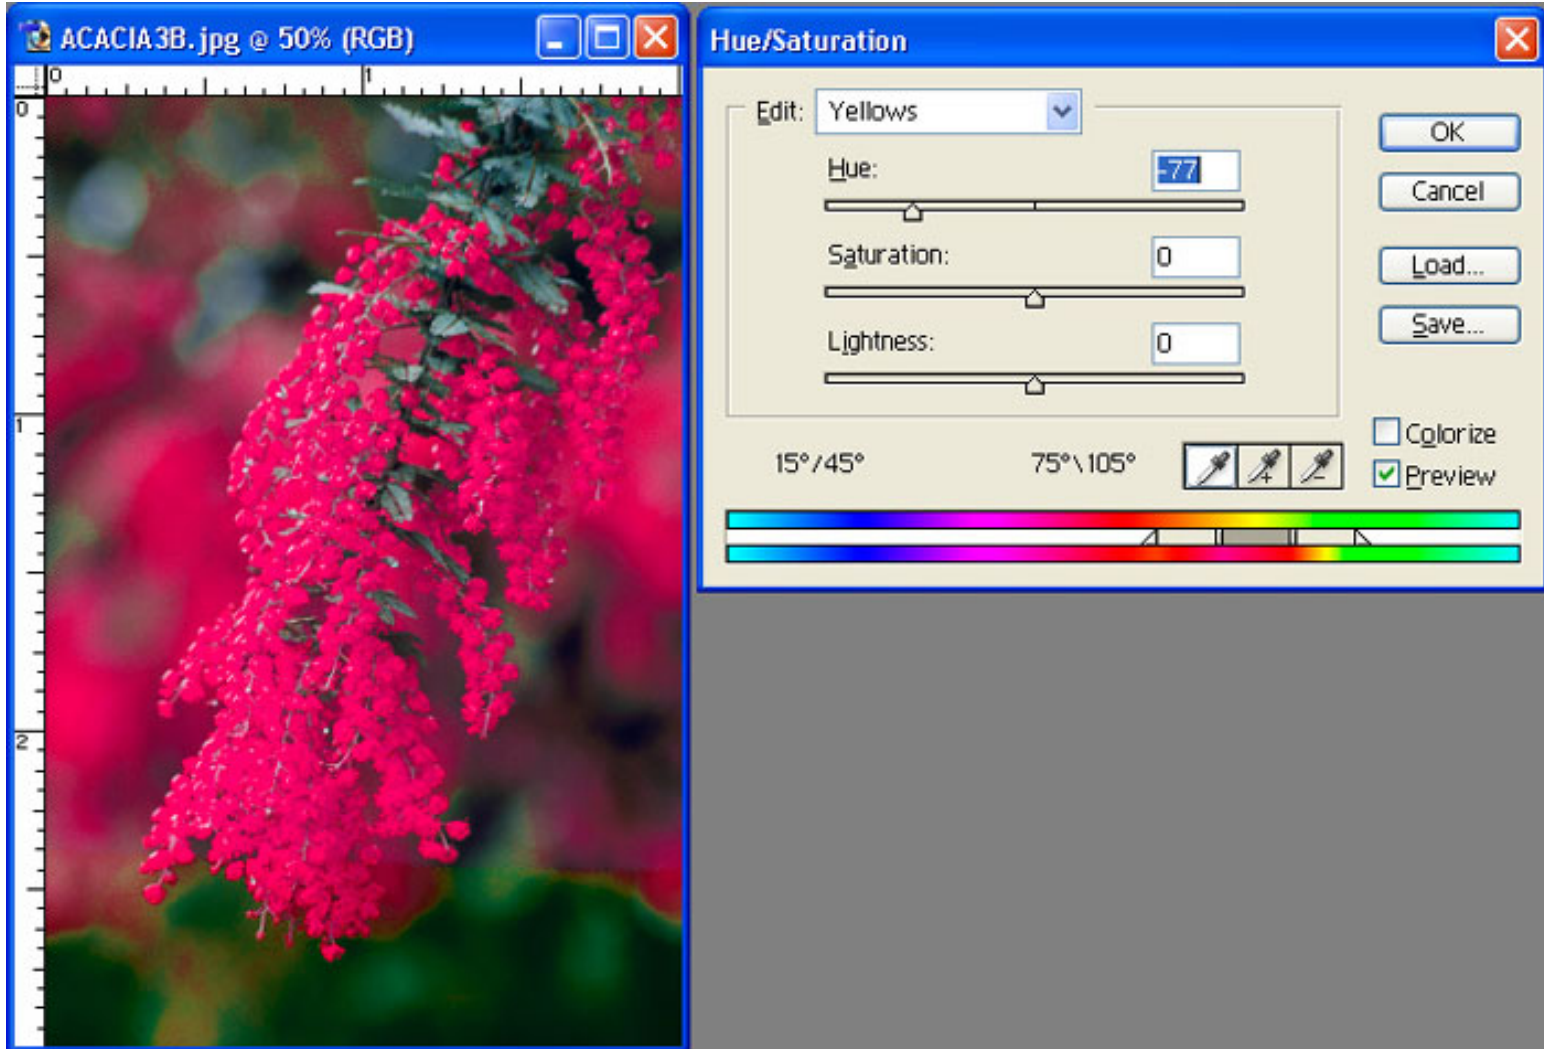 ACACIA3B.jpg @ 50% (RGB)
0
1
0
1
2
Hue/Saturation
Edit: Yellows
OK
Hue: -77
Cancel
Saturation: 0
Load...
Lightness: 0
Save...
Colorize
15°/45° 75°\105°
Preview